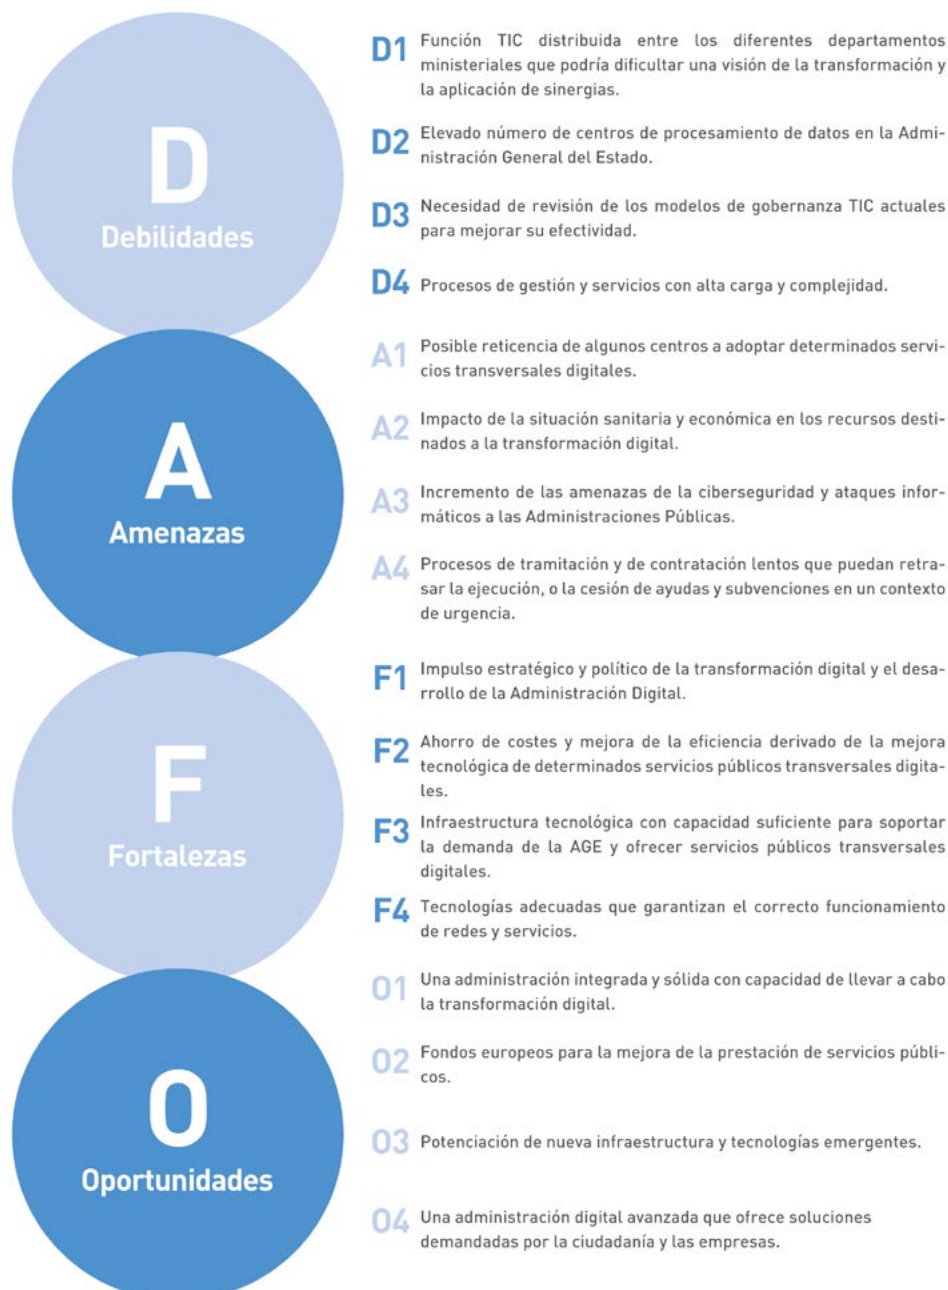 D
Debilidades
D1 Función TIC distribuida entre los diferentes departamentos
ministeriales que podría dificultar una visión de la transformación y
la aplicación de sinergias.
D2 Elevado número de centros de procesamiento de datos en la Admi-
nistración General del Estado.
D3 Necesidad de revisión de los modelos de gobernanza TIC actuales
para mejorar su efectividad.
D4 Procesos de gestión y servicios con alta carga y complejidad.
A
Amenazas
A1 Posible reticencia de algunos centros a adoptar determinados servi-
cios transversales digitales.
A2 Impacto de la situación sanitaria y económica en los recursos desti-
nados a la transformación digital.
A3 Incremento de las amenazas de la ciberseguridad y ataques infor-
máticos a las Administraciones Públicas.
A4 Procesos de tramitación y de contratación lentos que puedan retra-
sar la ejecución, o la cesión de ayudas y subvenciones en un contexto
de urgencia.
F
Fortalezas
F1 Impulso estratégico y político de la transformación digital y el desa-
rrollo de la Administración Digital.
F2 Ahorro de costes y mejora de la eficiencia derivado de la mejora
tecnológica de determinados servicios públicos transversales digita-
les.
F3 Infraestructura tecnológica con capacidad suficiente para soportar
la demanda de la AGE y ofrecer servicios públicos transversales
digitales.
F4 Tecnologías adecuadas que garantizan el correcto funcionamiento
de redes y servicios.
O
Oportunidades
O1 Una administración integrada y sólida con capacidad de llevar a cabo
la transformación digital.
O2 Fondos europeos para la mejora de la prestación de servicios públi-
cos.
O3 Potenciación de nueva infraestructura y tecnologías emergentes.
O4 Una administración digital avanzada que ofrece soluciones
demandadas por la ciudadanía y las empresas.